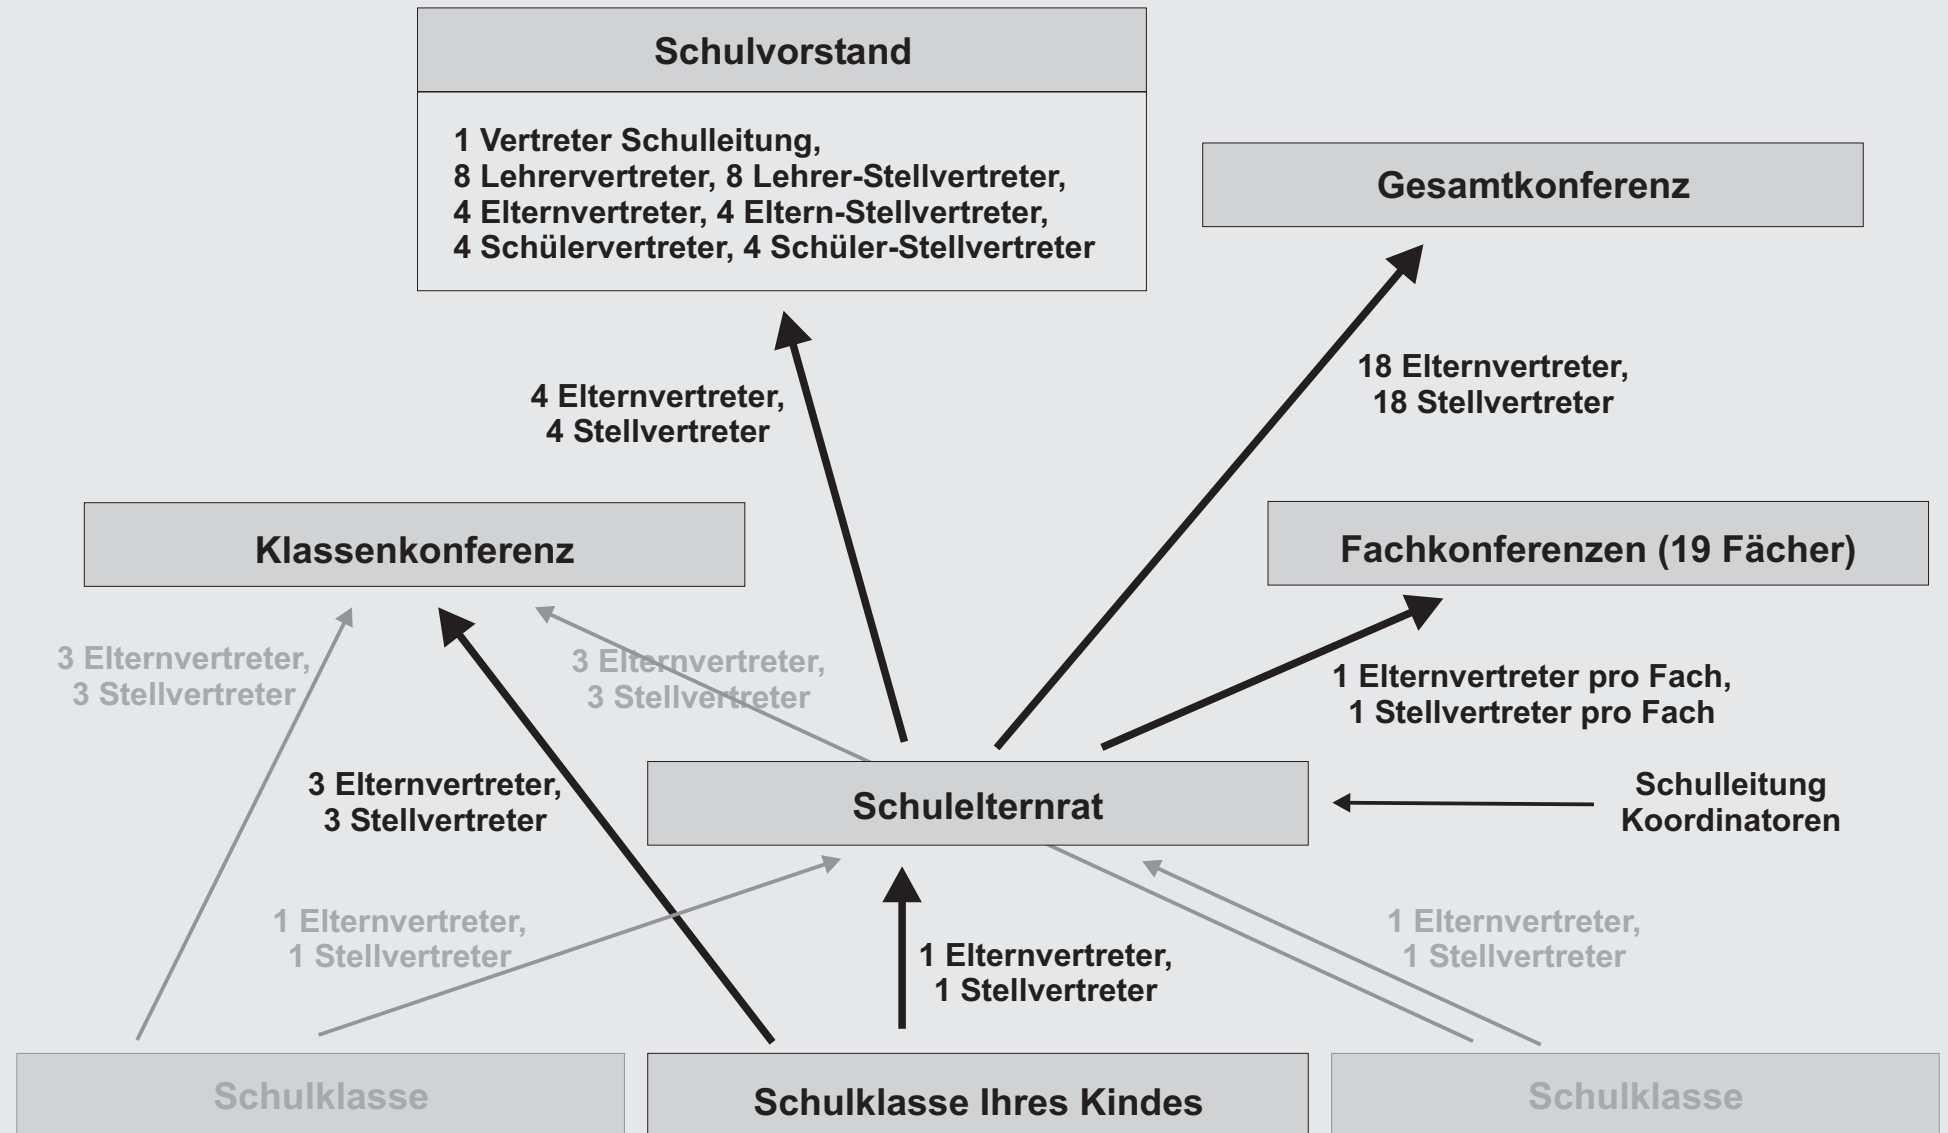 Schulvorstand
1 Vertreter Schulleitung,
8 Lehrervertreter, 8 Lehrer-Stellvertreter,
4 Elternvertreter, 4 Eltern-Stellvertreter,
4 Schülervertreter, 4 Schüler-Stellvertreter
Gesamtkonferenz
4 Elternvertreter,
4 Stellvertreter
18 Elternvertreter,
18 Stellvertreter
Klassenkonferenz
Fachkonferenzen (19 Fächer)
3 Elternvertreter,
3 Stellvertreter
3 Elternvertreter,
3 Stellvertreter
1 Elternvertreter pro Fach,
1 Stellvertreter pro Fach
3 Elternvertreter,
3 Stellvertreter
Schulelternrat
Schulleitung
Koordinatoren
1 Elternvertreter,
1 Stellvertreter
1 Elternvertreter,
1 Stellvertreter
1 Elternvertreter,
1 Stellvertreter
Schulklasse
Schulklasse Ihres Kindes
Schulklasse